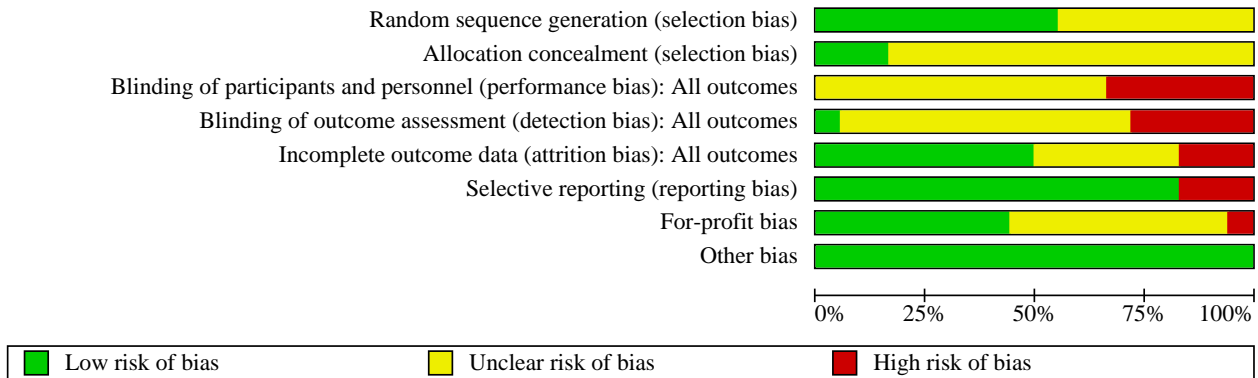 Random sequence generation (selection bias)
Allocation concealment (selection bias)
Blinding of participants and personnel (performance bias): All outcomes
Blinding of outcome assessment (detection bias): All outcomes
Incomplete outcome data (attrition bias): All outcomes
Selective reporting (reporting bias)
For-profit bias
Other bias
0% 25% 50% 75% 100%
Low risk of bias Unclear risk of bias High risk of bias